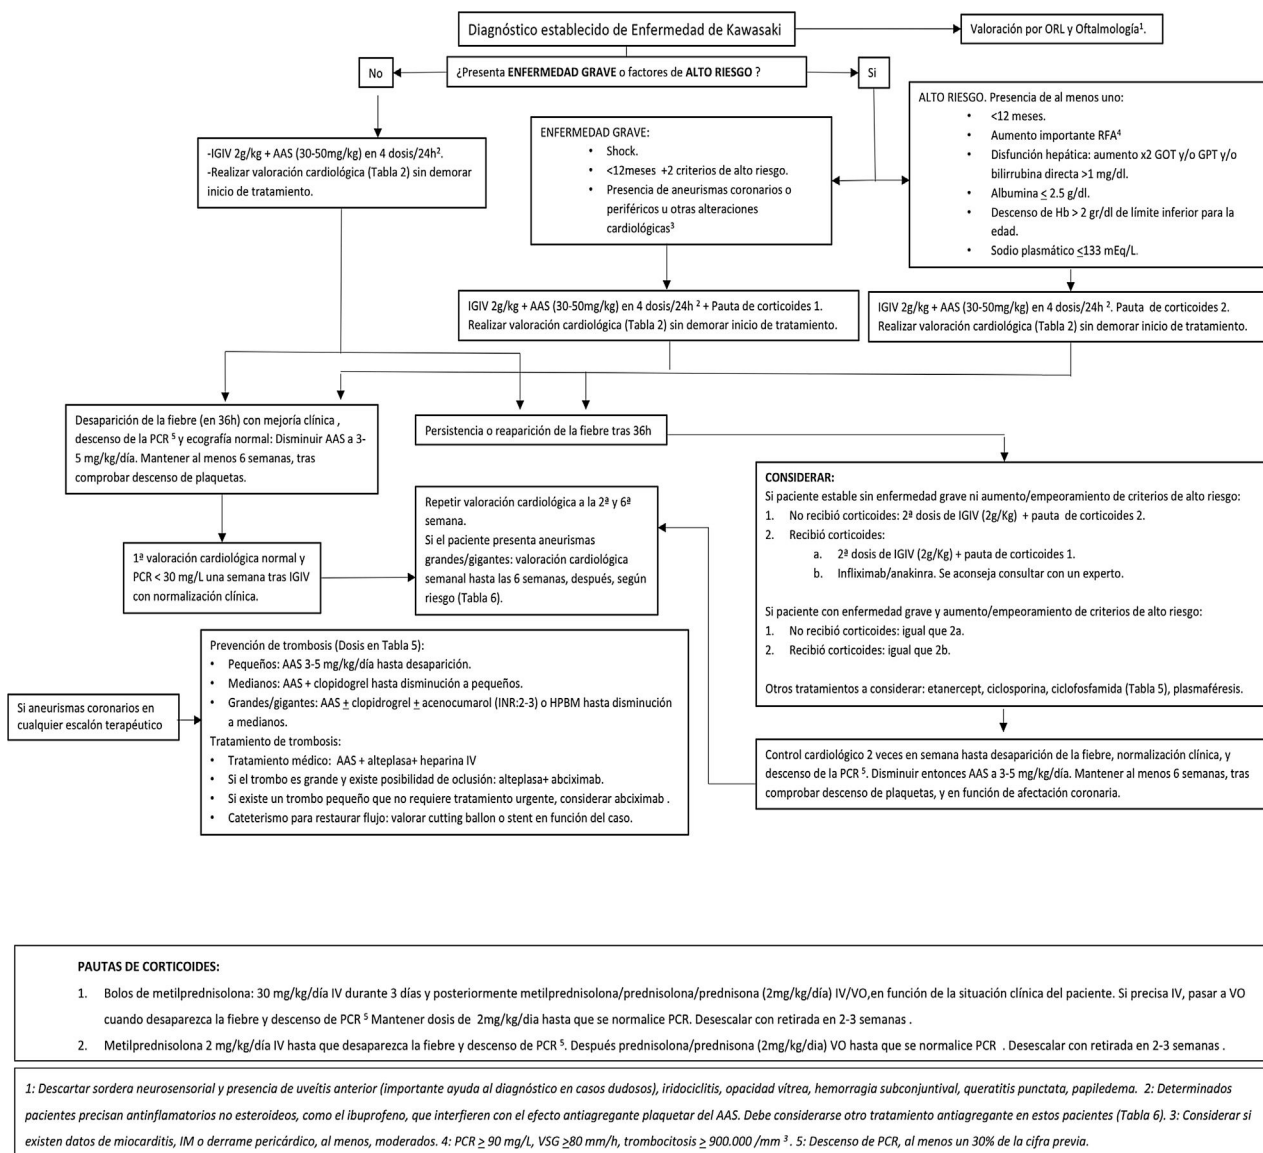 Diagnóstico establecido de Enfermedad de Kawasaki
Valoración por ORL y Oftalmología¹.
No
¿Presenta ENFERMEDAD GRAVE o factores de ALTO RIESGO ?
Si
ALTO RIESGO. Presencia de al menos uno:
• <12 meses.
• Aumento importante RFA⁴
• Disfunción hepática: aumento x2 GOT y/o GPT y/o
bilirrubina directa >1 mg/dl.
• Albumina ≤ 2.5 g/dl.
• Descenso de Hb > 2 gr/dl de límite inferior para la
edad.
• Sodio plasmático ≤133 mEq/L.
ENFERMEDAD GRAVE:
• Shock.
• <12meses +2 criterios de alto riesgo.
• Presencia de aneurismas coronarios o
periféricos u otras alteraciones
cardiológicas³
-IGIV 2g/kg + AAS (30-50mg/kg) en 4 dosis/24h².
-Realizar valoración cardiológica (Tabla 2) sin demorar
inicio de tratamiento.
IGIV 2g/kg + AAS (30-50mg/kg) en 4 dosis/24h ² + Pauta de corticoides 1.
Realizar valoración cardiológica (Tabla 2) sin demorar inicio de tratamiento.
IGIV 2g/kg + AAS (30-50mg/kg) en 4 dosis/24h ². Pauta de corticoides 2.
Realizar valoración cardiológica (Tabla 2) sin demorar inicio de tratamiento.
Desaparición de la fiebre (en 36h) con mejoría clínica ,
descenso de la PCR ⁵ y ecografía normal: Disminuir AAS a 3-
5 mg/kg/día. Mantener al menos 6 semanas, tras
comprobar descenso de plaquetas.
Persistencia o reaparición de la fiebre tras 36h
CONSIDERAR:
Si paciente estable sin enfermedad grave ni aumento/empeoramiento de criterios de alto riesgo:
1. No recibió corticoides: 2ª dosis de IGIV (2g/Kg) + pauta de corticoides 2.
2. Recibió corticoides:
a. 2ª dosis de IGIV (2g/Kg) + pauta de corticoides 1.
b. Infliximab/anakinra. Se aconseja consultar con un experto.
Si paciente con enfermedad grave y aumento/empeoramiento de criterios de alto riesgo:
1. No recibió corticoides: igual que 2a.
2. Recibió corticoides: igual que 2b.
Otros tratamientos a considerar: etanercept, ciclosporina, ciclofosfamida (Tabla 5), plasmaféresis.
1ª valoración cardiológica normal y
PCR < 30 mg/L una semana tras IGIV
con normalización clínica.
Repetir valoración cardiológica a la 2ª y 6ª
semana.
Si el paciente presenta aneurismas
grandes/gigantes: valoración cardiológica
semanal hasta las 6 semanas, después, según
riesgo (Tabla 6).
Si aneurismas coronarios en
cualquier escalón terapéutico
Prevención de trombosis (Dosis en Tabla 5):
• Pequeños: AAS 3-5 mg/kg/día hasta desaparición.
• Medianos: AAS + clopidogrel hasta disminución a pequeños.
• Grandes/gigantes: AAS ± clopidrogrel ± acenocumarol (INR:2-3) o HPBM hasta disminución
a medianos.
Tratamiento de trombosis:
• Tratamiento médico: AAS + alteplasa+ heparina IV
• Si el trombo es grande y existe posibilidad de oclusión: alteplasa+ abciximab.
• Si existe un trombo pequeño que no requiere tratamiento urgente, considerar abciximab .
• Cateterismo para restaurar flujo: valorar cutting ballon o stent en función del caso.
Control cardiológico 2 veces en semana hasta desaparición de la fiebre, normalización clínica, y
descenso de la PCR ⁵. Disminuir entonces AAS a 3-5 mg/kg/día. Mantener al menos 6 semanas, tras
comprobar descenso de plaquetas, y en función de afectación coronaria.
PAUTAS DE CORTICOIDES:
1. Bolos de metilprednisolona: 30 mg/kg/día IV durante 3 días y posteriormente metilprednisolona/prednisolona/prednisona (2mg/kg/día) IV/VO,en función de la situación clínica del paciente. Si precisa IV, pasar a VO
cuando desaparezca la fiebre y descenso de PCR ⁵ Mantener dosis de 2mg/kg/dia hasta que se normalice PCR. Desescalar con retirada en 2-3 semanas .
2. Metilprednisolona 2 mg/kg/día IV hasta que desaparezca la fiebre y descenso de PCR ⁵. Después prednisolona/prednisona (2mg/kg/dia) VO hasta que se normalice PCR . Desescalar con retirada en 2-3 semanas .
1: Descartar sordera neurosensorial y presencia de uveítis anterior (importante ayuda al diagnóstico en casos dudosos), iridociclitis, opacidad vítrea, hemorragia subconjuntival, queratitis punctata, papiledema. 2: Determinados
pacientes precisan antinflamatorios no esteroideos, como el ibuprofeno, que interfieren con el efecto antiagregante plaquetar del AAS. Debe considerarse otro tratamiento antiagregante en estos pacientes (Tabla 6). 3: Considerar si
existen datos de miocarditis, IM o derrame pericárdico, al menos, moderados. 4: PCR ≥ 90 mg/L, VSG ≥80 mm/h, trombocitosis ≥ 900.000 /mm ³ . 5: Descenso de PCR, al menos un 30% de la cifra previa.